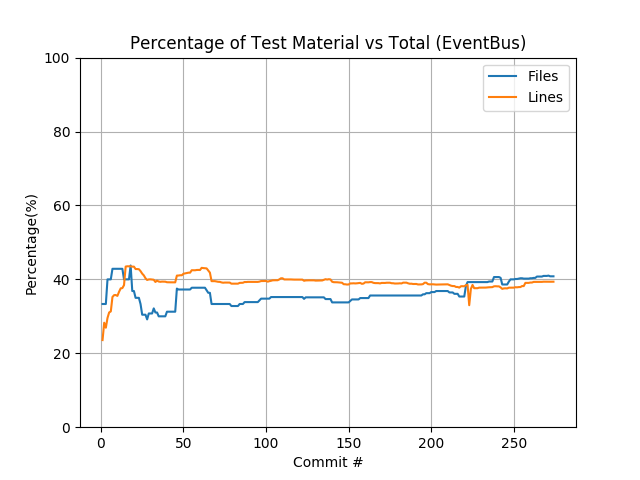 Percentage of Test Material vs Total (EventBus)
100
80
60
40
20
0
Percentage(%)
Files
Lines
0 50 100 150 200 250
Commit #